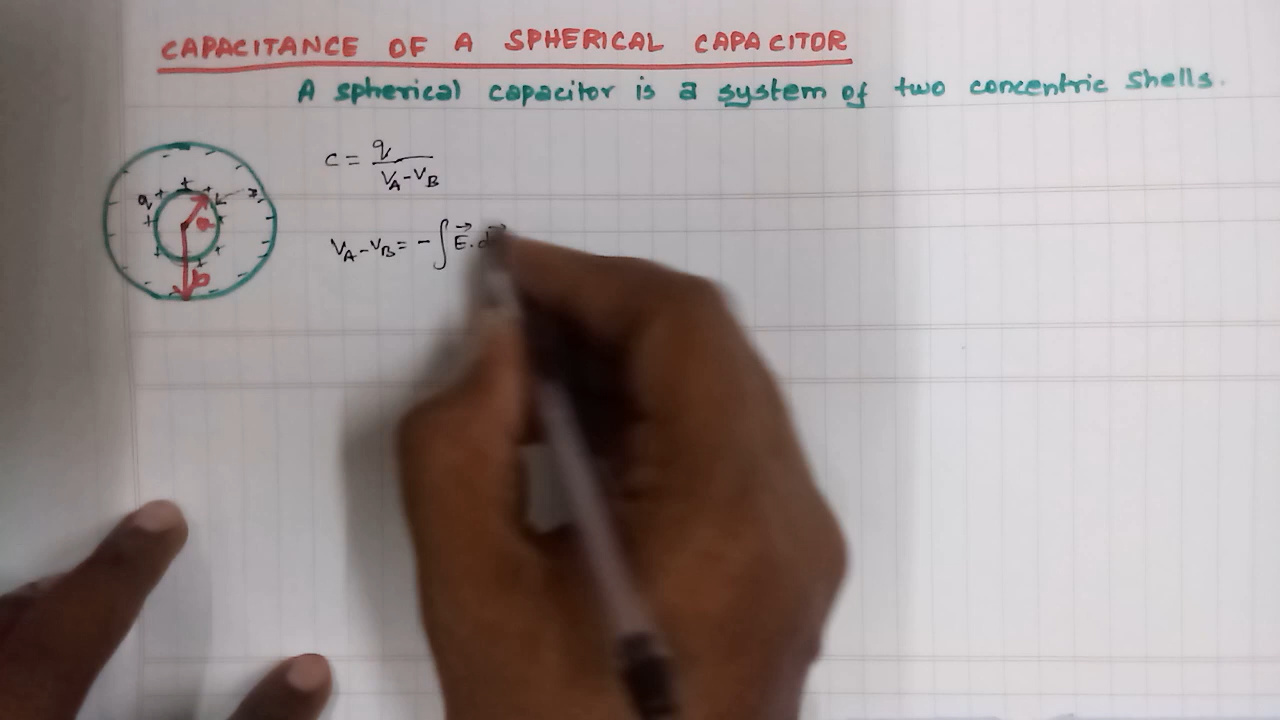 CAPACITANCE OF A SPHERICAL CAPACITOR
A spherical capacitor is a system of two concentric shells.
q
a
b
C = q / (V_A - V_B)
V_A - V_B = - ∫ E⃗ . d